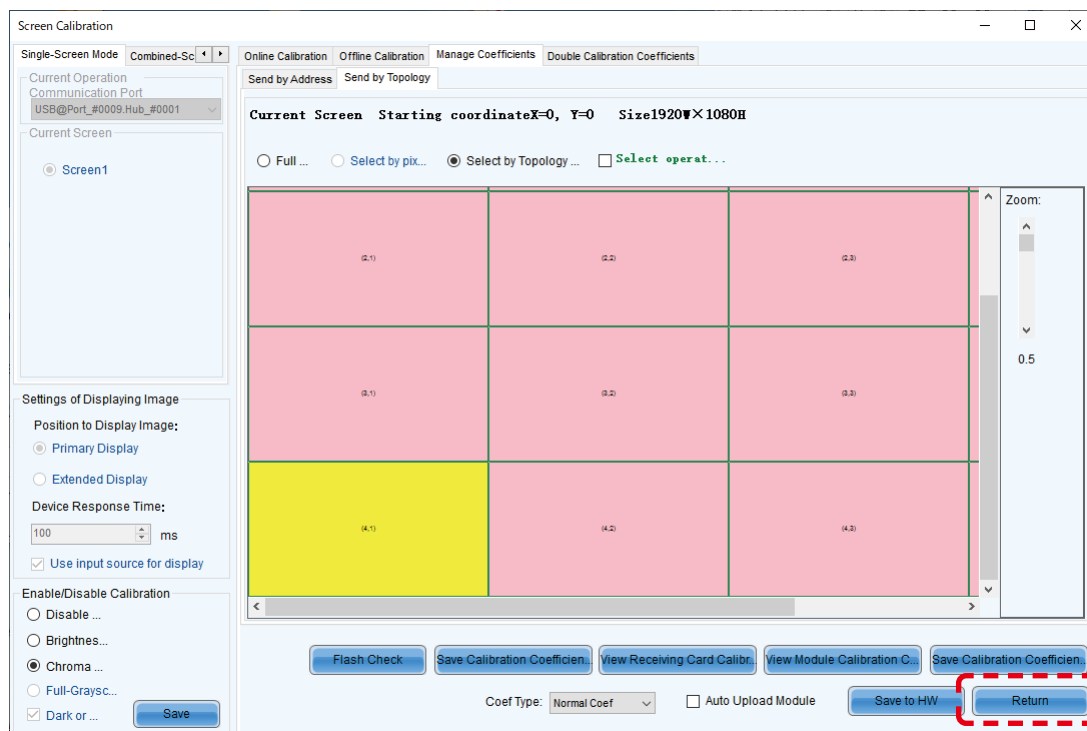 Screen Calibration
Single-Screen Mode Combined-Sc
Online Calibration Offline Calibration Manage Coefficients Double Calibration Coefficients
Send by Address Send by Topology
Current Operation
Communication Port
USB@Port_#0009.Hub_#0001
Current Screen
Screen1
Current Screen Starting coordinateX=0, Y=0 Size1920W×1080H
Full ... Select by pix... Select by Topology ... Select operat...
Zoom:
0.5
(2,1) (2,2) (2,3)
(3,1) (3,2) (3,3)
(4,1) (4,2) (4,3)
Settings of Displaying Image
Position to Display Image:
Primary Display
Extended Display
Device Response Time:
100 ms
Use input source for display
Enable/Disable Calibration
Disable ...
Brightnes...
Chroma ...
Full-Graysc...
Dark or ... Save
Flash Check Save Calibration Coefficien... View Receiving Card Calibr... View Module Calibration C... Save Calibration Coefficien...
Coef Type: Normal Coef Auto Upload Module Save to HW Return